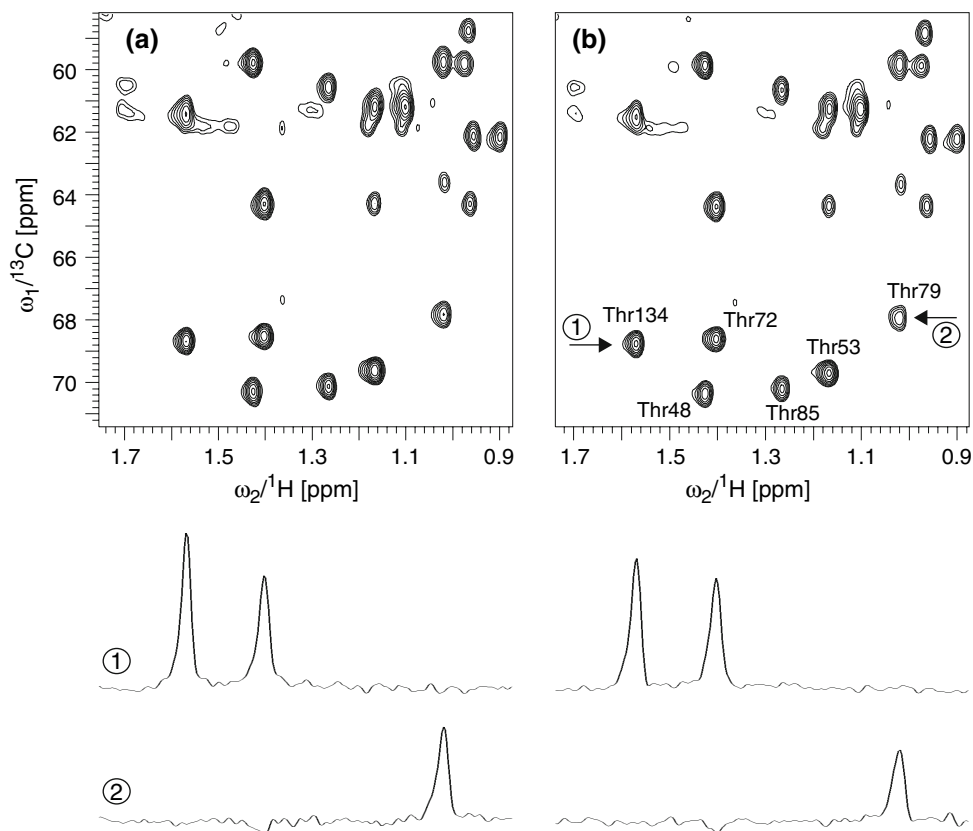 (a)
(b)
60
62
64
66
68
70
ω1/13C [ppm]
Thr79
Thr134
Thr72
1
2
Thr53
Thr48
Thr85
1.7 1.5 1.3 1.1 0.9
1.7 1.5 1.3 1.1 0.9
ω2/1H [ppm]
ω2/1H [ppm]
1
1
2
2